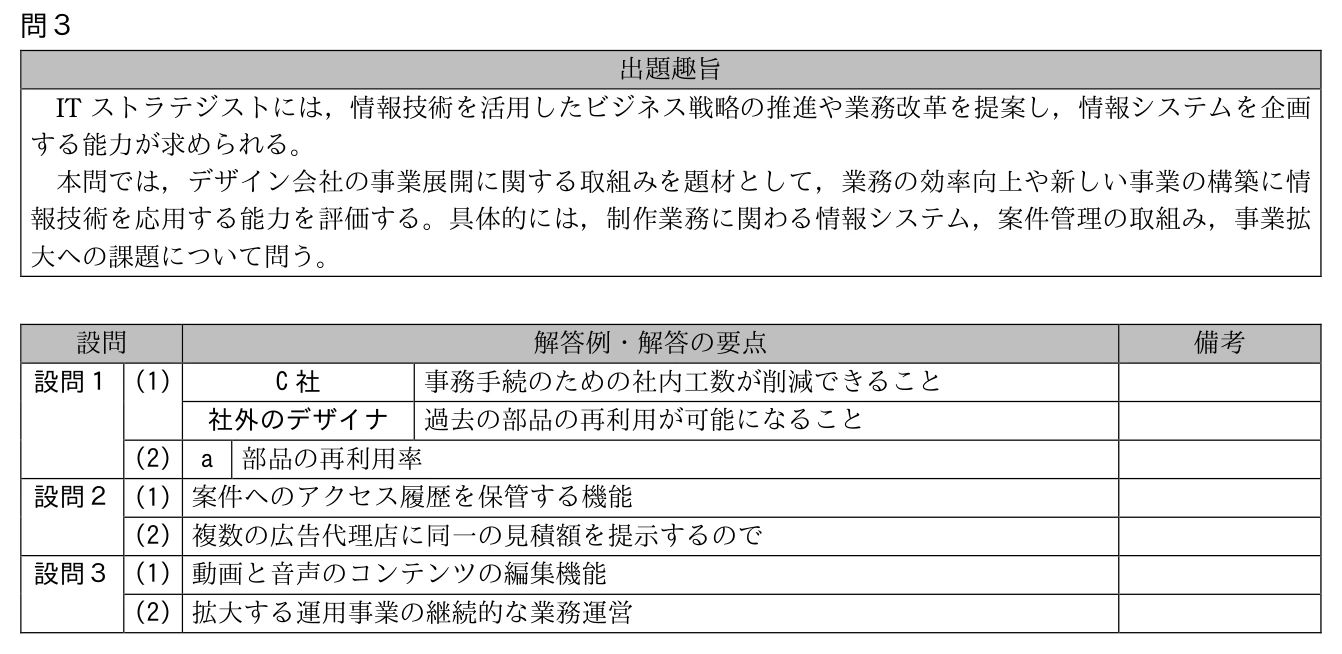 問３
出題趣旨
IT ストラテジストには，情報技術を活用したビジネス戦略の推進や業務改革を提案し，情報システムを企画
する能力が求められる。
本問では，デザイン会社の事業展開に関する取組みを題材として，業務の効率向上や新しい事業の構築に情
報技術を応用する能力を評価する。具体的には，制作業務に関わる情報システム，案件管理の取組み，事業拡
大への課題について問う。
設問 解答例・解答の要点 備考
設問１ (1) C 社 事務手続のための社内工数が削減できること
社外のデザイナ 過去の部品の再利用が可能になること
(2) a 部品の再利用率
設問２ (1) 案件へのアクセス履歴を保管する機能
(2) 複数の広告代理店に同一の見積額を提示するので
設問３ (1) 動画と音声のコンテンツの編集機能
(2) 拡大する運用事業の継続的な業務運営